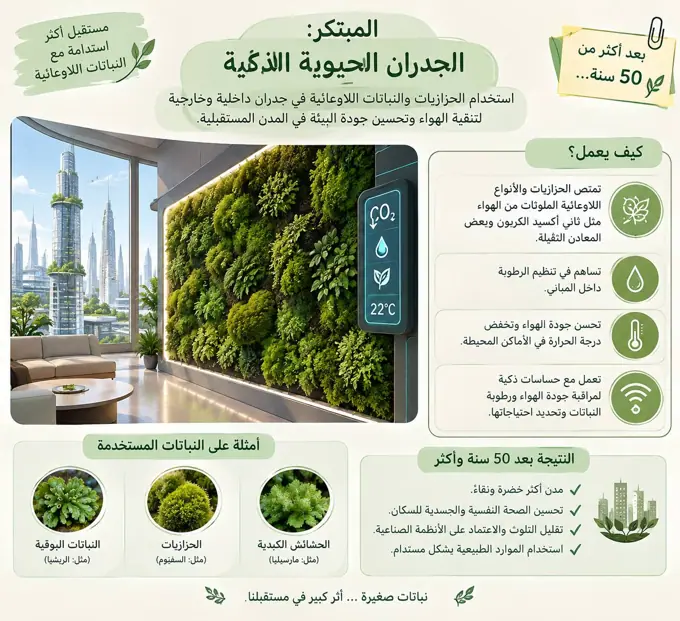 مستقبل أكثر
استدامة مع
النباتات اللاوعائية
المبتكر:
الجدران الحيوية الذكية
استخدام الحزازيات والنباتات اللاوعائية في جدران داخلية وخارجية
لتنقية الهواء وتحسين جودة البيئة في المدن المستقبلية.
بعد أكثر من
50 سنة...
CO₂
22°C
كيف يعمل؟
تمتص الحزازيات والأنواع
اللاوعائية الملوثات من الهواء
مثل ثاني أكسيد الكربون وبعض
المعادن الثقيلة.
تساهم في تنظيم الرطوبة
داخل المباني.
تحسن جودة الهواء وتخفض
درجة الحرارة في الأماكن المحيطة.
تعمل مع حساسات ذكية
لمراقبة جودة الهواء ورطوبة
النباتات وتحديد احتياجاتها.
أمثلة على النباتات المستخدمة
الحشائش الكبدية
(مثل: مارسيليا)
الحزازيات
(مثل: السفنيوم)
النباتات البوقية
(مثل: الريشيا)
النتيجة بعد 50 سنة وأكثر
✓ مدن أكثر خضرة ونقاءً.
✓ تحسين الصحة النفسية والجسدية للسكان.
✓ تقليل التلوث والاعتماد على الأنظمة الصناعية.
✓ استخدام الموارد الطبيعية بشكل مستدام.
نباتات صغيرة ... أثر كبير في مستقبلنا.